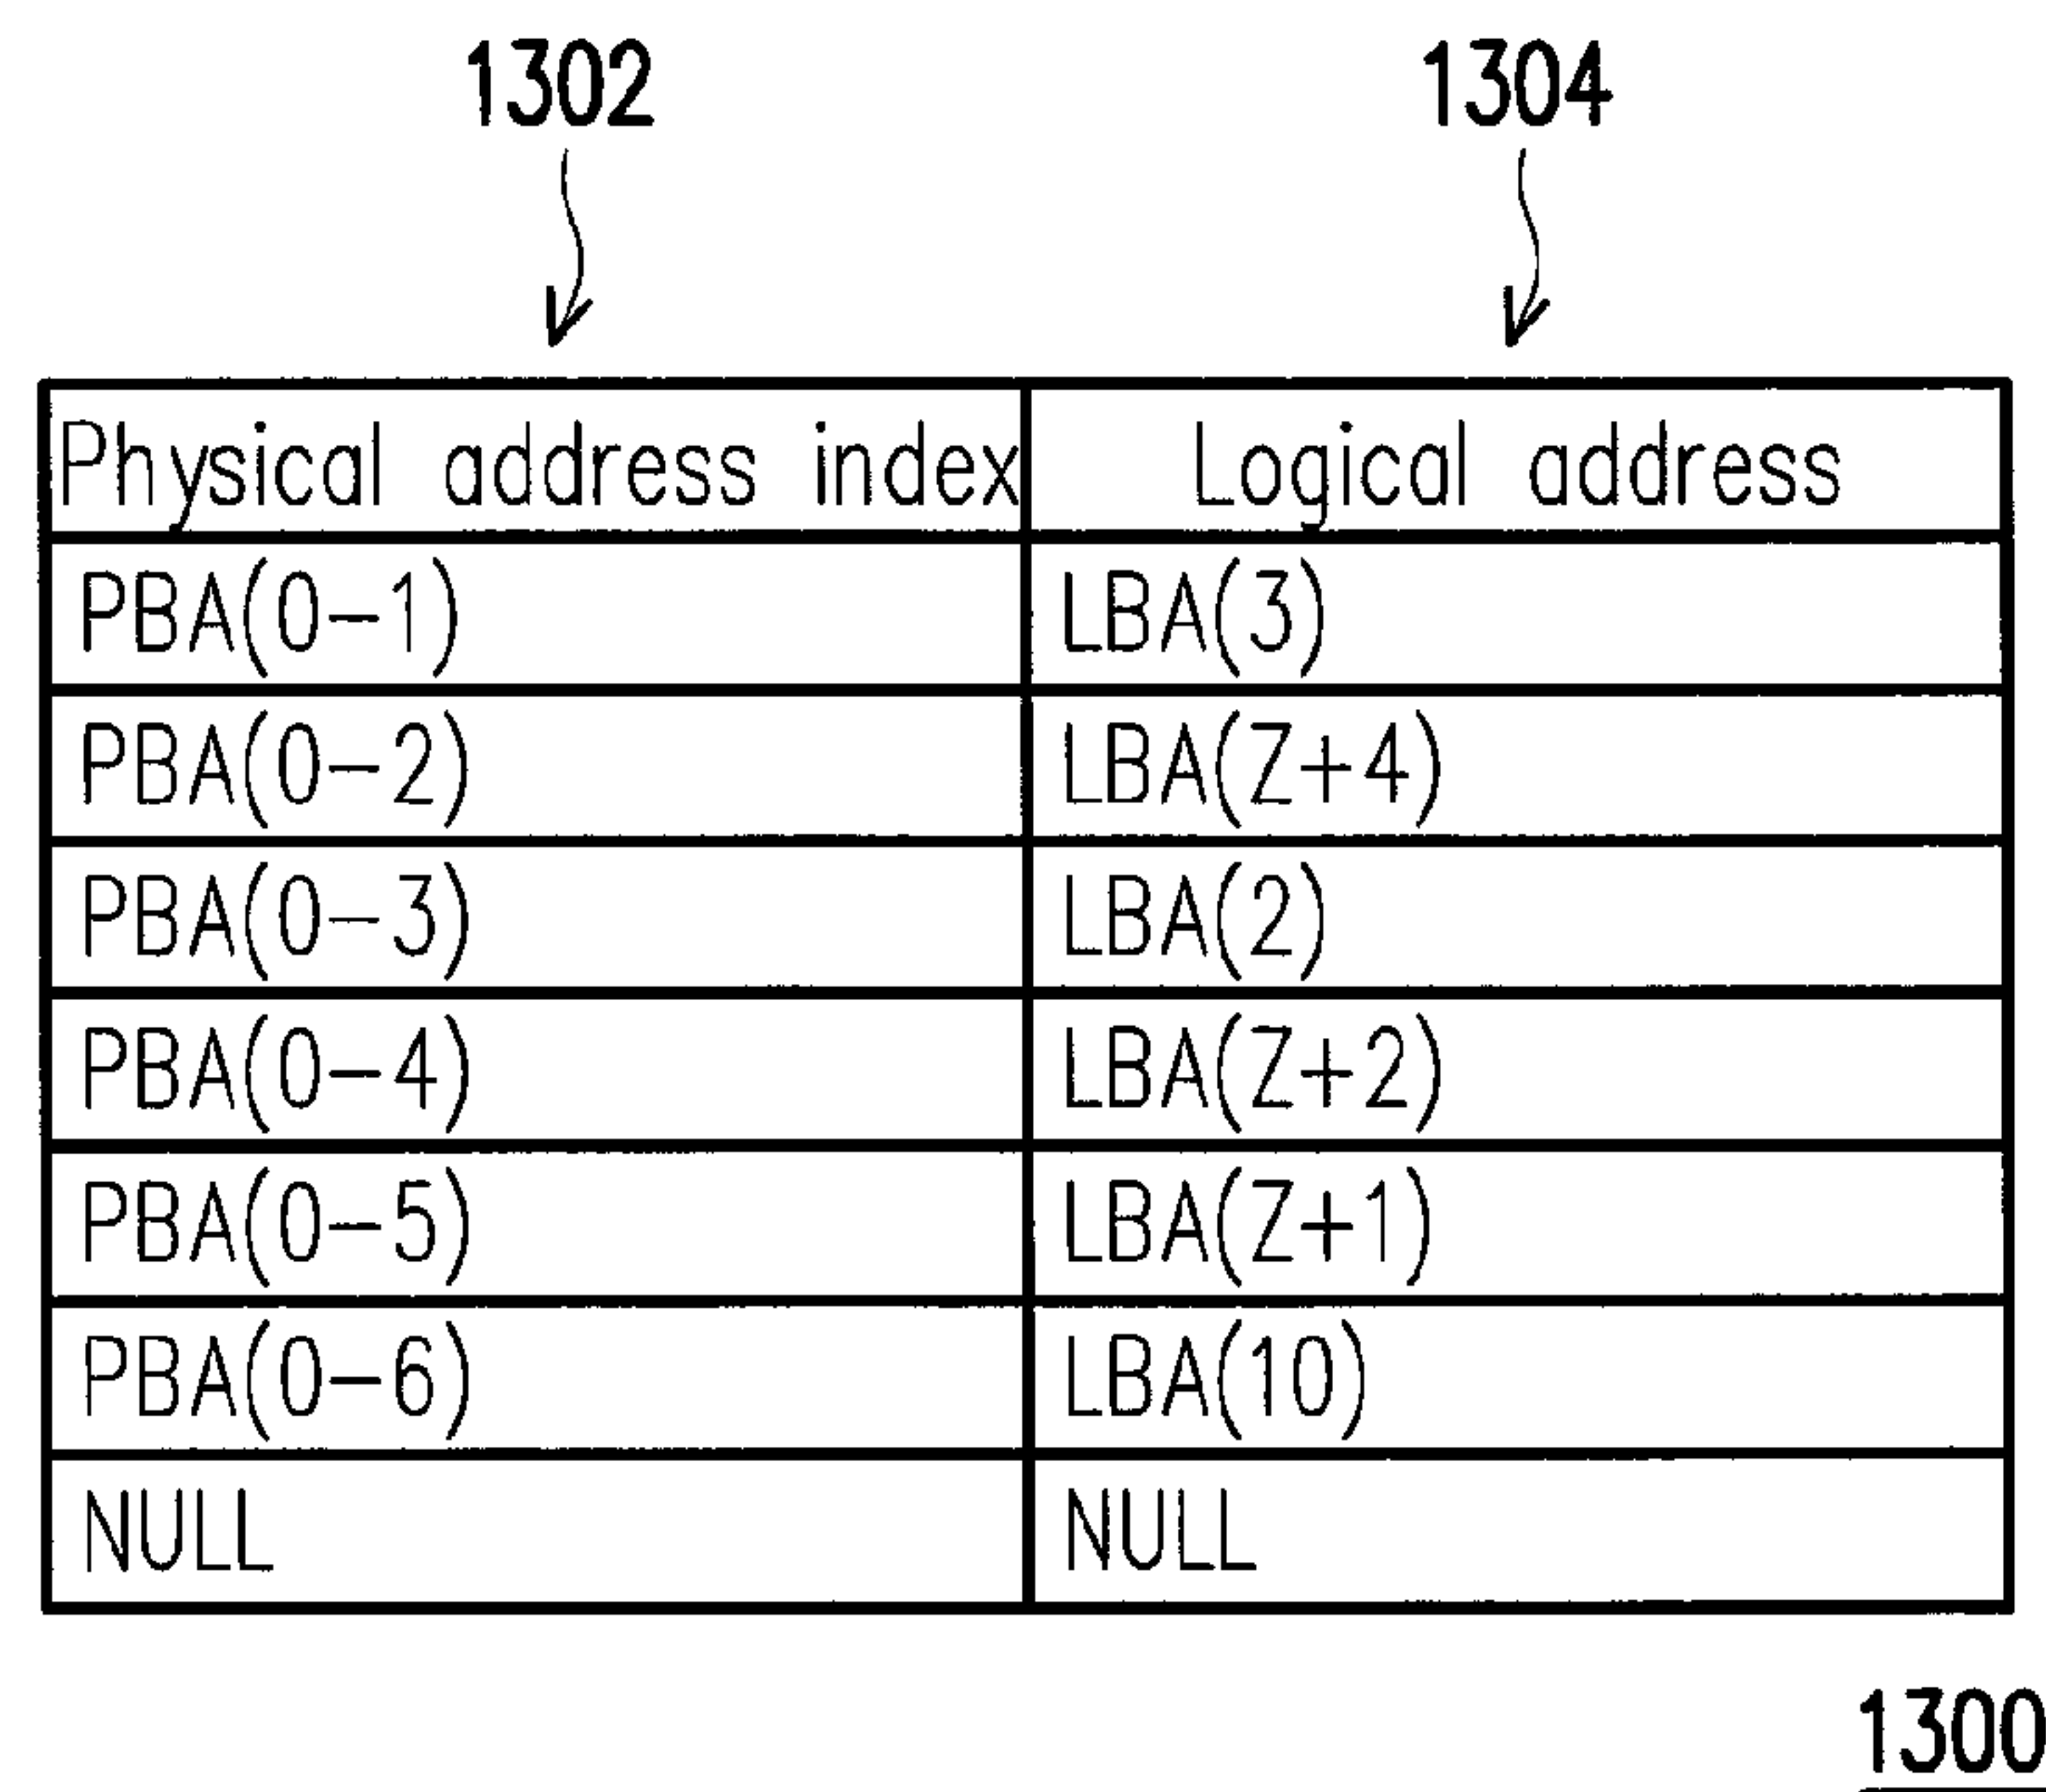 1302 1304
Physical address index Logical address
PBA(0-1) LBA(3)
PBA(0-2) LBA(Z+4)
PBA(0-3) LBA(2)
PBA(0-4) LBA(Z+2)
PBA(0-5) LBA(Z+1)
PBA(0-6) LBA(10)
NULL NULL
1300